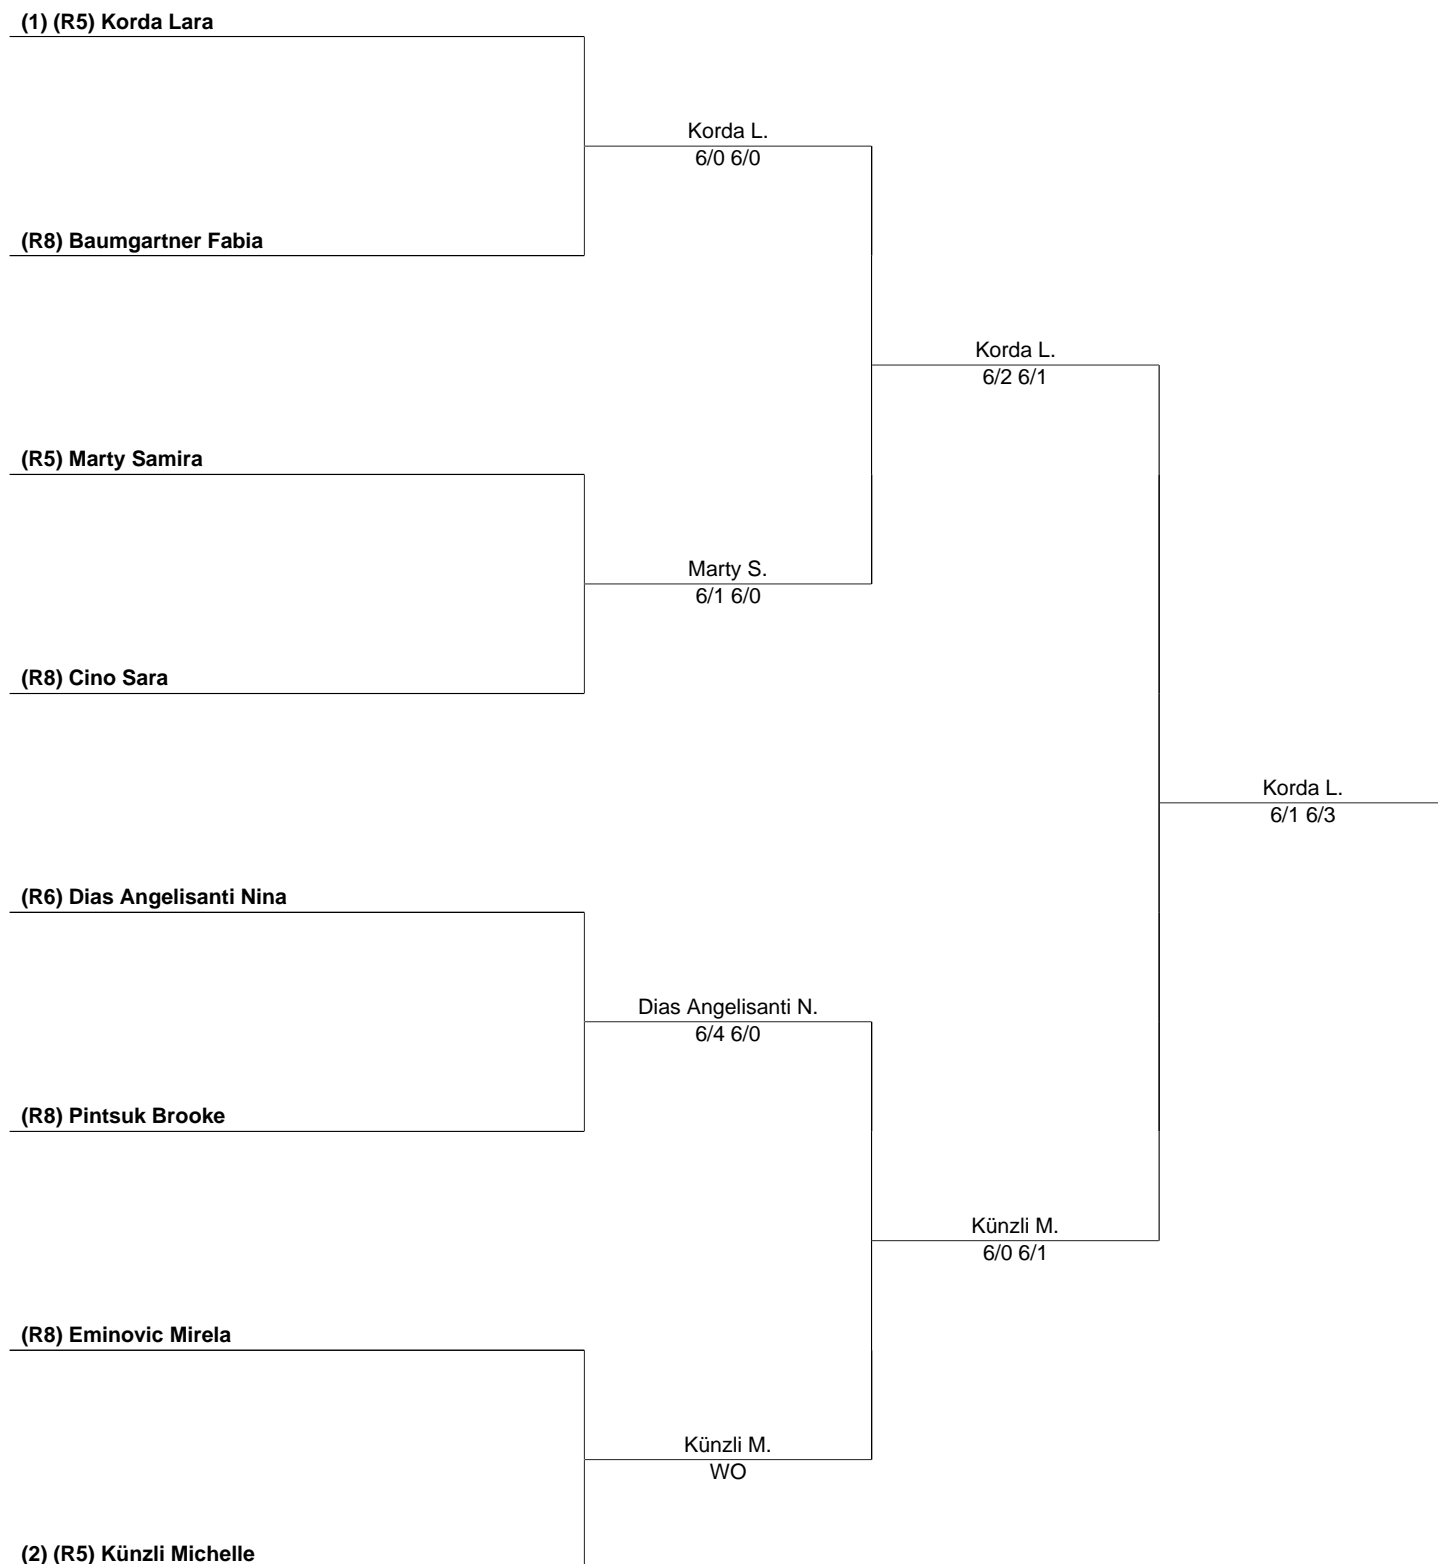 (1) (R5) Korda Lara
Korda L.
6/0 6/0
(R8) Baumgartner Fabia
Korda L.
6/2 6/1
(R5) Marty Samira
Marty S.
6/1 6/0
(R8) Cino Sara
Korda L.
6/1 6/3
(R6) Dias Angelisanti Nina
Dias Angelisanti N.
6/4 6/0
(R8) Pintsuk Brooke
Künzli M.
6/0 6/1
(R8) Eminovic Mirela
Künzli M.
WO
(2) (R5) Künzli Michelle